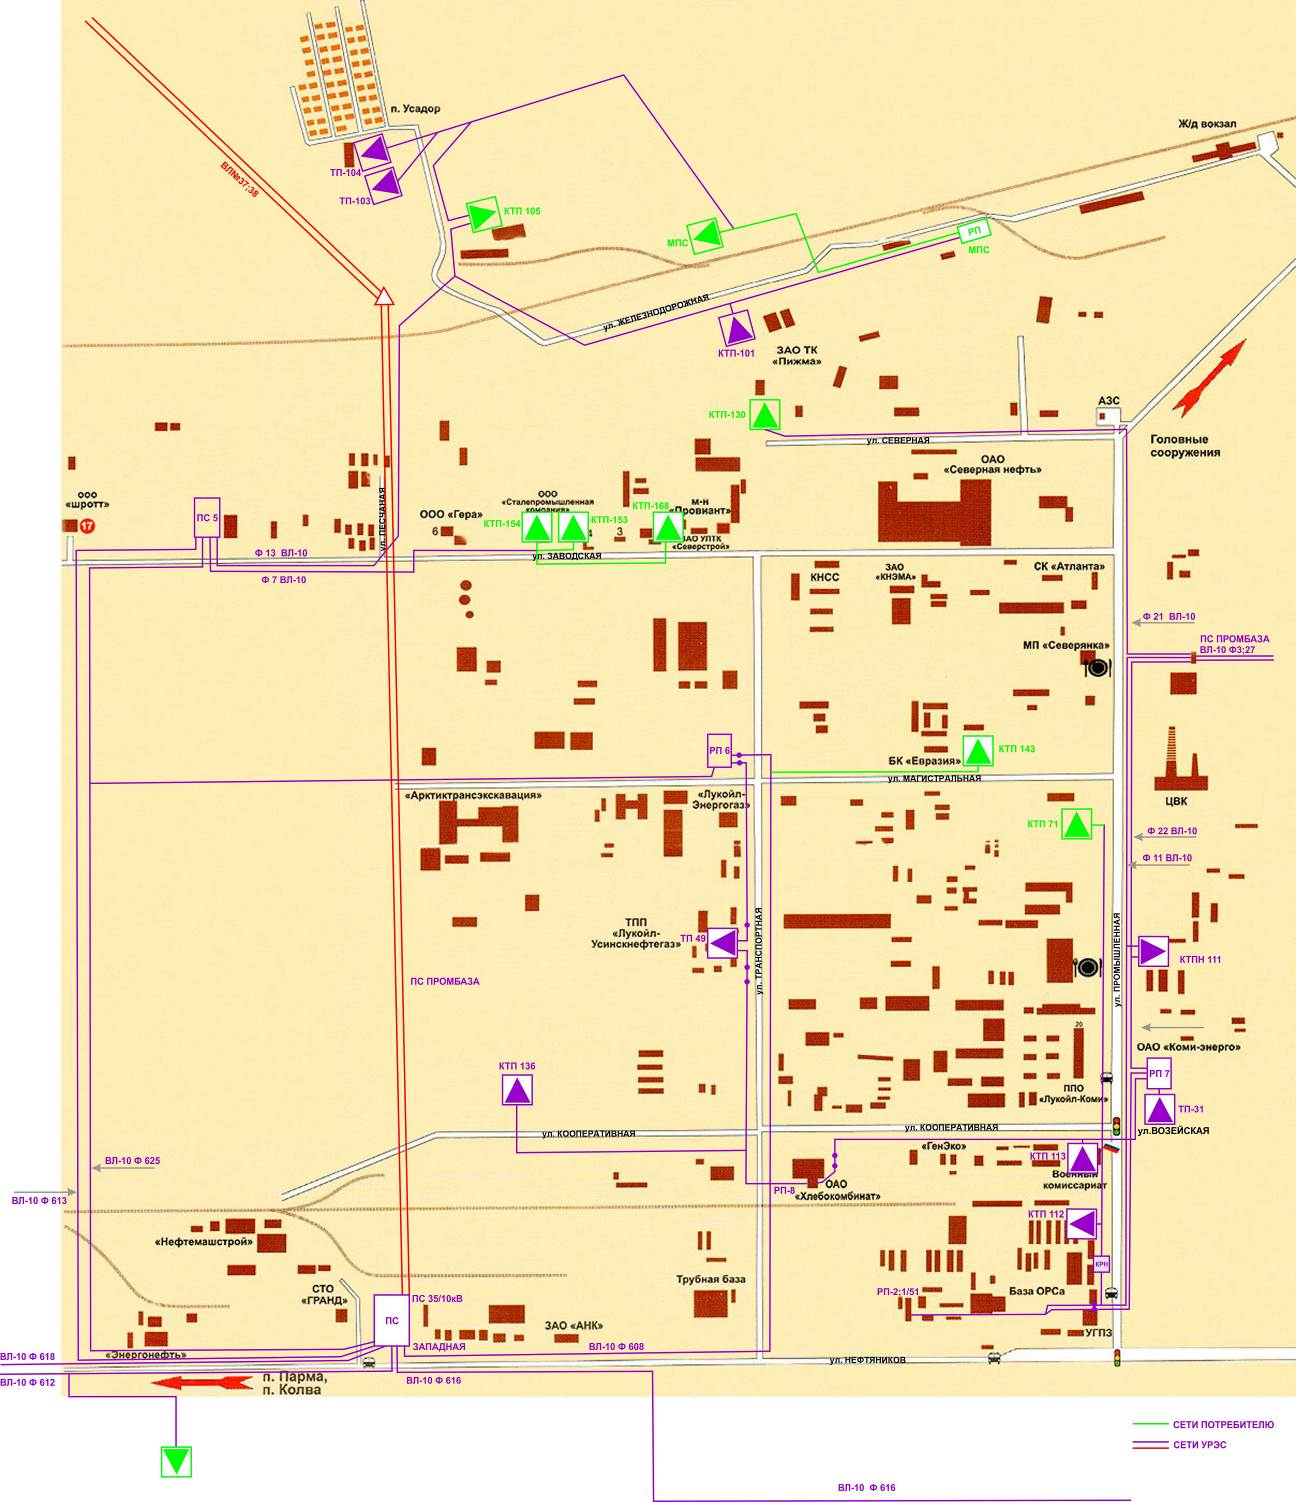 п. Усадор
Ж/д вокзал
ТП-104
ВЛ№37;38
ТП-103
КТП 105
РП
МПС
МПС
ул. ЖЕЛЕЗНОДОРОЖНАЯ
КТП-101
ЗАО ТК
«Пижма»
АЗС
КТП-130
ул. СЕВЕРНАЯ
Головные
сооружения
ОАО
«Северная нефть»
ООО
«шротт»
17
ПС 5
ул. ПЕСЧАНАЯ
ООО «Гера»
6
ООО
«Сталепромышленная
компания»
КТП-154
КТП-153
4
3
КТП-168
м-н
«Провиант»
ЗАО УПТК
«Северстрой»
Ф 13 ВЛ-10
ул. ЗАВОДСКАЯ
Ф 7 ВЛ-10
КНСС
ЗАО
«КНЭМА»
СК «Атланта»
Ф 21 ВЛ-10
МП «Северянка»
ПС ПРОМБАЗА
ВЛ-10 Ф3;27
РП 6
КТП 143
БК «Евразия»
ул. МАГИСТРАЛЬНАЯ
«Арктиктрансэкскавация»
«Лукойл-
Энергогаз»
ЦВК
КТП 71
Ф 22 ВЛ-10
Ф 11 ВЛ-10
ТПП
«Лукойл-
Усинскнефтегаз»
ТП 49
ул. ТРАНСПОРТНАЯ
ул. ПРОМЫШЛЕННАЯ
КТПН 111
ПС ПРОМБАЗА
20
ОАО «Коми-энерго»
КТП 136
РП 7
ППО
«Лукойл-Коми»
ТП-31
ул. КООПЕРАТИВНАЯ
ул. КООПЕРАТИВНАЯ
ул.ВОЗЕЙСКАЯ
«ГенЭко»
КТП 113
ВЛ-10 Ф 625
Военный
комиссариат
РП-8
ОАО
«Хлебокомбинат»
ВЛ-10 Ф 613
КТП 112
«Нефтемашстрой»
КРН
Трубная база
СТО
«ГРАНД»
РП-2;1/51
База ОРСа
ПС 35/10кВ
ПС
ЗАО «АНК»
УГПЗ
ЗАПАДНАЯ
ВЛ-10 Ф 608
«Энергонефть»
ВЛ-10 Ф 618
ул. НЕФТЯНИКОВ
ВЛ-10 Ф 612
п. Парма,
п. Колва
ВЛ-10 Ф 616
СЕТИ ПОТРЕБИТЕЛЮ
СЕТИ УРЭС
ВЛ-10 Ф 616